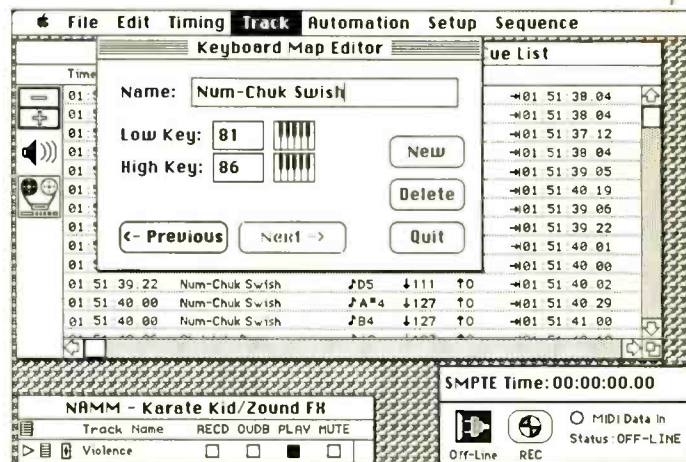 File Edit Timing Track Automation Setup Sequence
Keyboard Map Editor
ue List
Time
Name: Num-Chuk Swish
Low Key: 81
High Key: 86
New
Delete
<- Previous
Next ->
Quit
01 51 38.04
01 51 38 04
01 51 37 12
01 51 38 04
01 51 39 05
01 51 40 19
01 51 39 06
01 51 39 22
01 51 40 01
01 51 40 00
01 51 39.22 Num-Chuk Swish ♪D5 ↓111 ↑0 01 51 40 02
01 51 40 00 Num-Chuk Swish ♪A#4 ↓127 ↑0 01 51 40 29
01 51 40 00 Num-Chuk Swish ♪B4 ↓127 ↑0 01 51 41 00
SMPTE Time: 00:00:00.00
NAMM - Karate Kid/Zound FX
Track Name RECD OUDB PLAY MUTE
Violence
MIDI Data In
Status: OFF-LINE
Off-Line REC